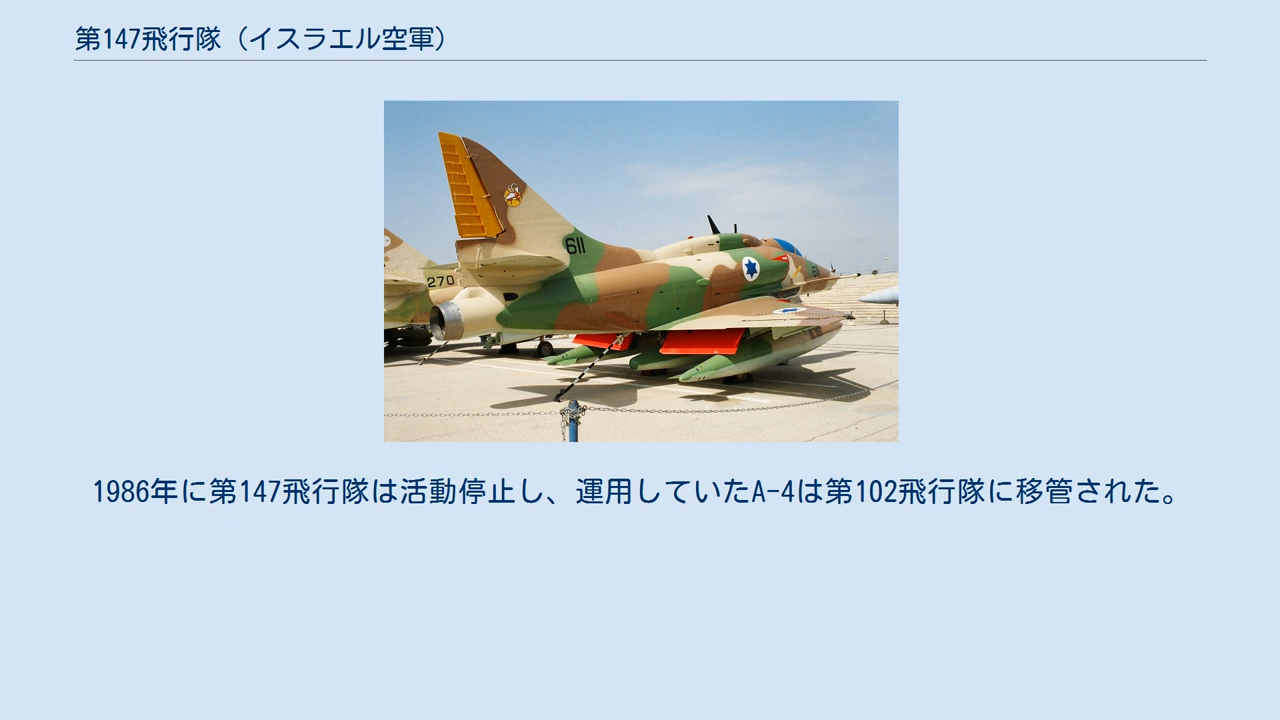 第147飛行隊（イスラエル空軍）
611
270
1986年に第147飛行隊は活動停止し、運用していたA-4は第102飛行隊に移管された。